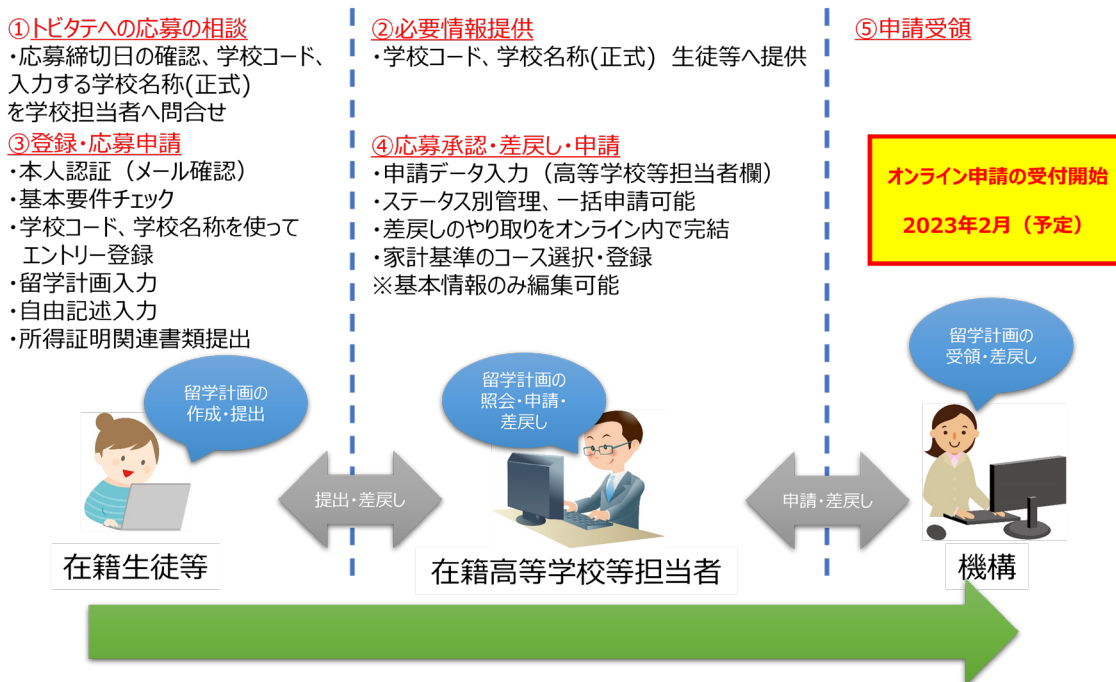 ①トビタテへの応募の相談
・応募締切日の確認、学校コード、
入力する学校名称(正式)
を学校担当者へ問合せ
③登録・応募申請
・本人認証（メール確認）
・基本要件チェック
・学校コード、学校名称を使って
エントリー登録
・留学計画入力
・自由記述入力
・所得証明関連書類提出
留学計画の
作成・提出
在籍生徒等
提出・差戻し
②必要情報提供
・学校コード、学校名称(正式)  生徒等へ提供
④応募承認・差戻し・申請
・申請データ入力（高等学校等担当者欄）
・ステータス別管理、一括申請可能
・差戻しのやり取りをオンライン内で完結
・家計基準のコース選択・登録
※基本情報のみ編集可能
留学計画の
照会・申請・
差戻し
在籍高等学校等担当者
申請・差戻し
⑤申請受領
オンライン申請の受付開始
2023年2月（予定）
留学計画の
受領・差戻し
機構